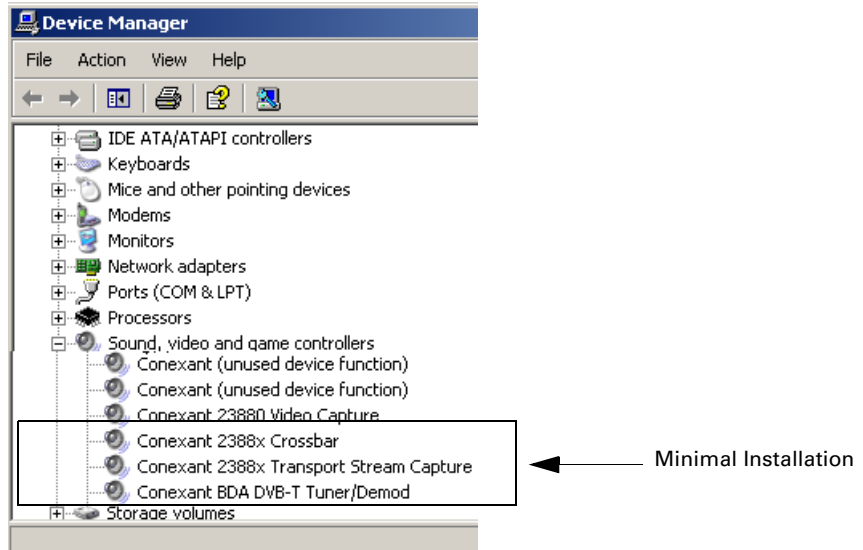 Device Manager
File Action View Help
IDE ATA/ATAPI controllers
Keyboards
Mice and other pointing devices
Modems
Monitors
Network adapters
Ports (COM & LPT)
Processors
Sound, video and game controllers
Conexant (unused device function)
Conexant (unused device function)
Conexant 23880 Video Capture
Conexant 2388x Crossbar
Conexant 2388x Transport Stream Capture
Minimal Installation
Conexant BDA DVB-T Tuner/Demod
Storage volumes